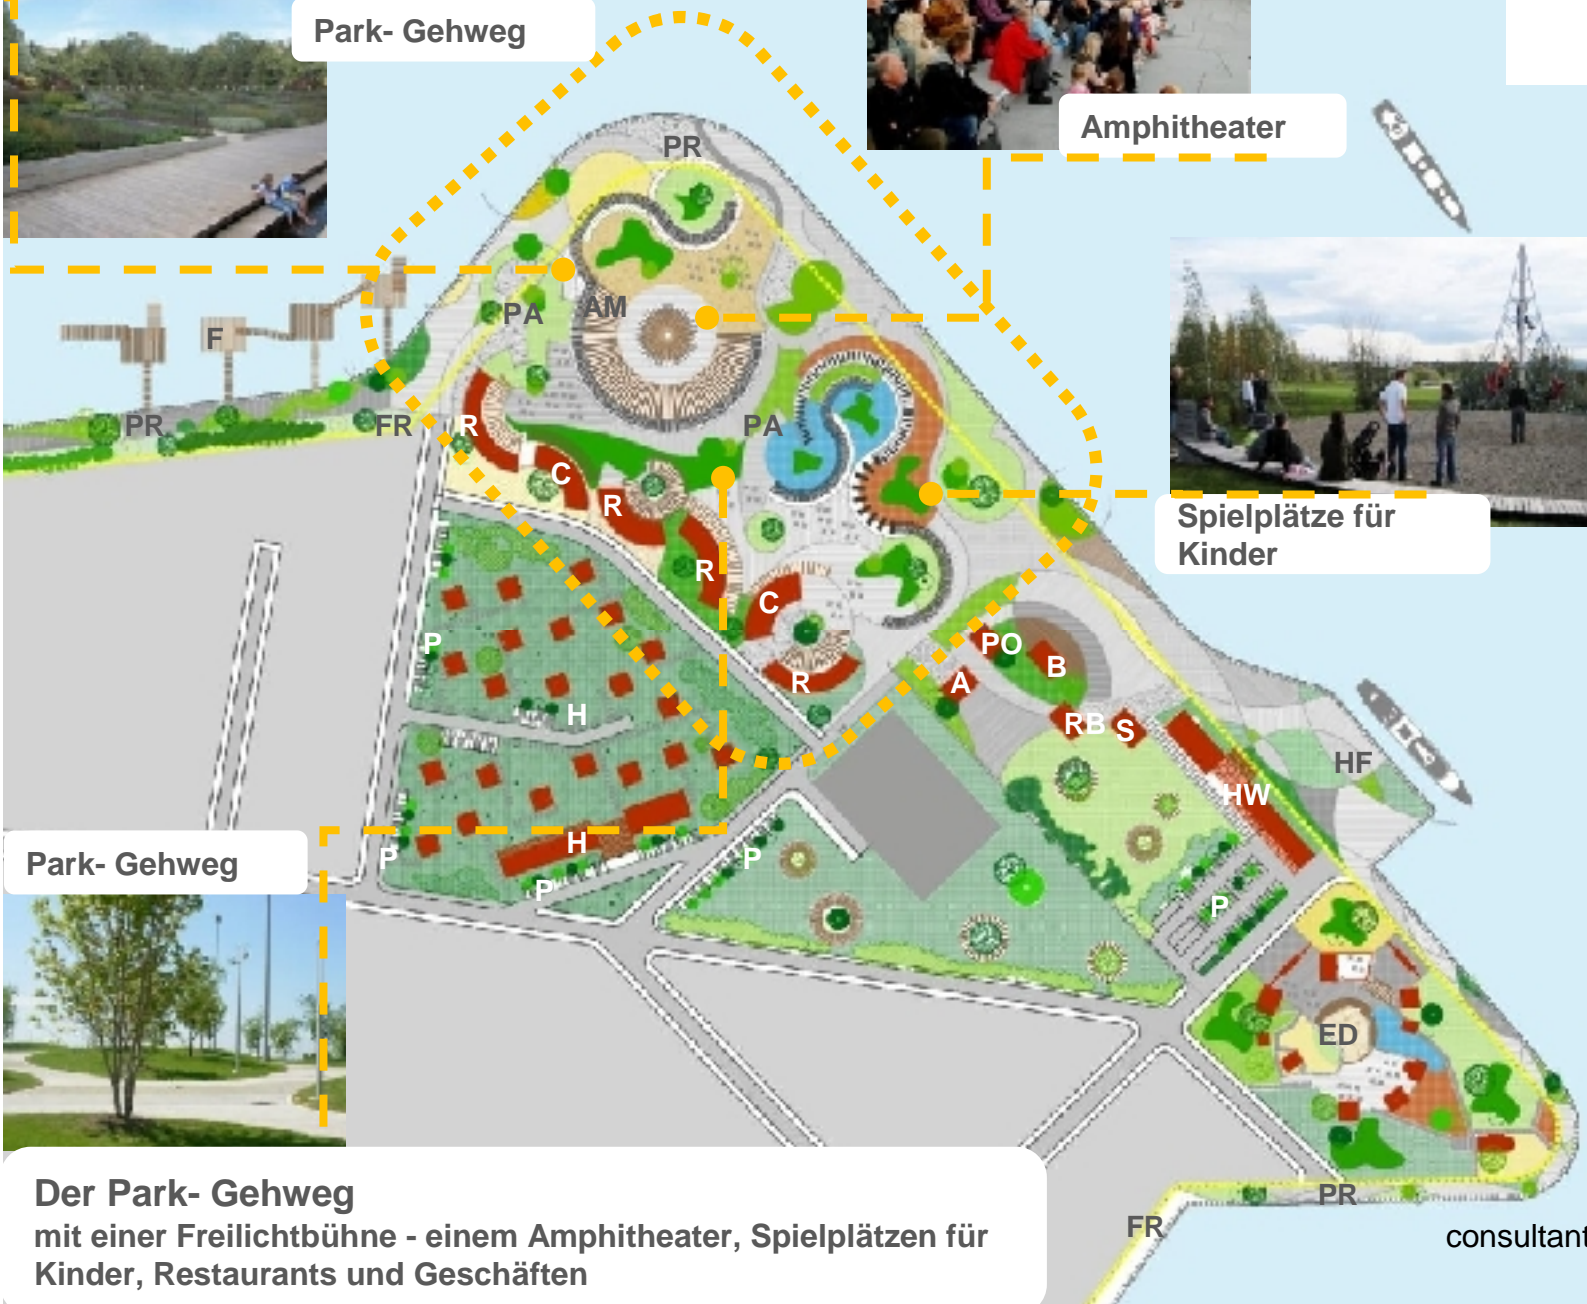 Park- Gehweg
Amphitheater
PR
PA
AM
F
PR
FR
R
C
R
PA
Spielplätze für
Kinder
R
C
P
PO
B
A
R
H
RB
S
HF
HW
H
P
P
P
P
Park- Gehweg
ED
PR
FR
Der Park- Gehweg
mit einer Freilichtbühne - einem Amphitheater, Spielplätzen für
Kinder, Restaurants und Geschäften
consultant